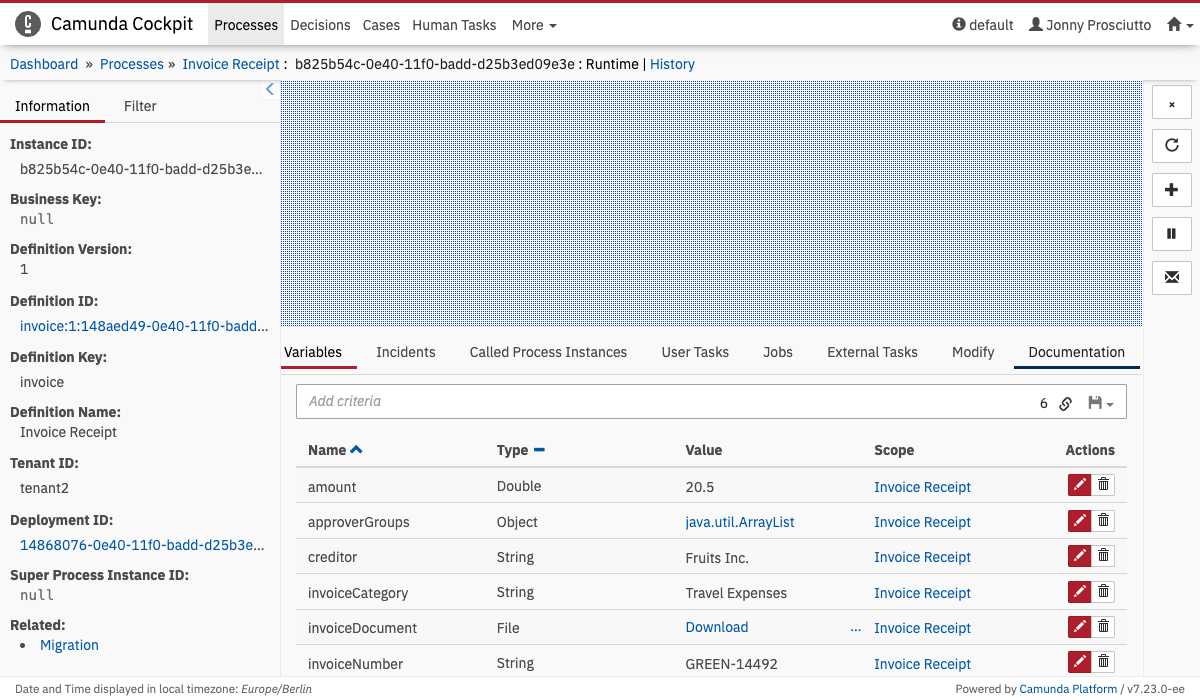 Camunda Cockpit Processes Decisions Cases Human Tasks More default Jonny Prosciutto
Dashboard » Processes » Invoice Receipt : b825b54c-0e40-11f0-badd-d25b3ed09e3e : Runtime | History
Information Filter
Instance ID:
b825b54c-0e40-11f0-badd-d25b3e...
Business Key:
null
Definition Version:
1
Definition ID:
invoice:1:148aed49-0e40-11f0-badd...
Definition Key:
invoice
Definition Name:
Invoice Receipt
Tenant ID:
tenant2
Deployment ID:
14868076-0e40-11f0-badd-d25b3e...
Super Process Instance ID:
null
Related:
• Migration
Variables Incidents Called Process Instances User Tasks Jobs External Tasks Modify Documentation
Add criteria 6
Name Type Value Scope Actions
amount Double 20.5 Invoice Receipt
approverGroups Object java.util.ArrayList Invoice Receipt
creditor String Fruits Inc. Invoice Receipt
invoiceCategory String Travel Expenses Invoice Receipt
invoiceDocument File Download ... Invoice Receipt
invoiceNumber String GREEN-14492 Invoice Receipt
Date and Time displayed in local timezone: Europe/Berlin Powered by Camunda Platform / v7.23.0-ee